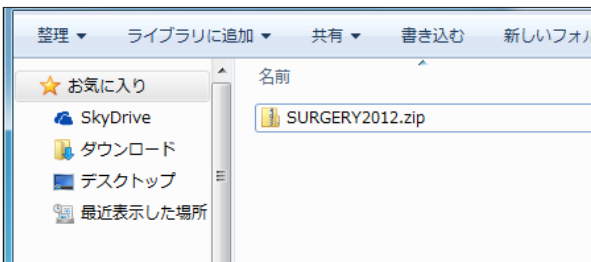 整理 ▼ ライブラリに追加 ▼ 共有 ▼ 書き込む 新しいフォル
お気に入り
SkyDrive
ダウンロード
デスクトップ
最近表示した場所
名前
SURGERY2012.zip